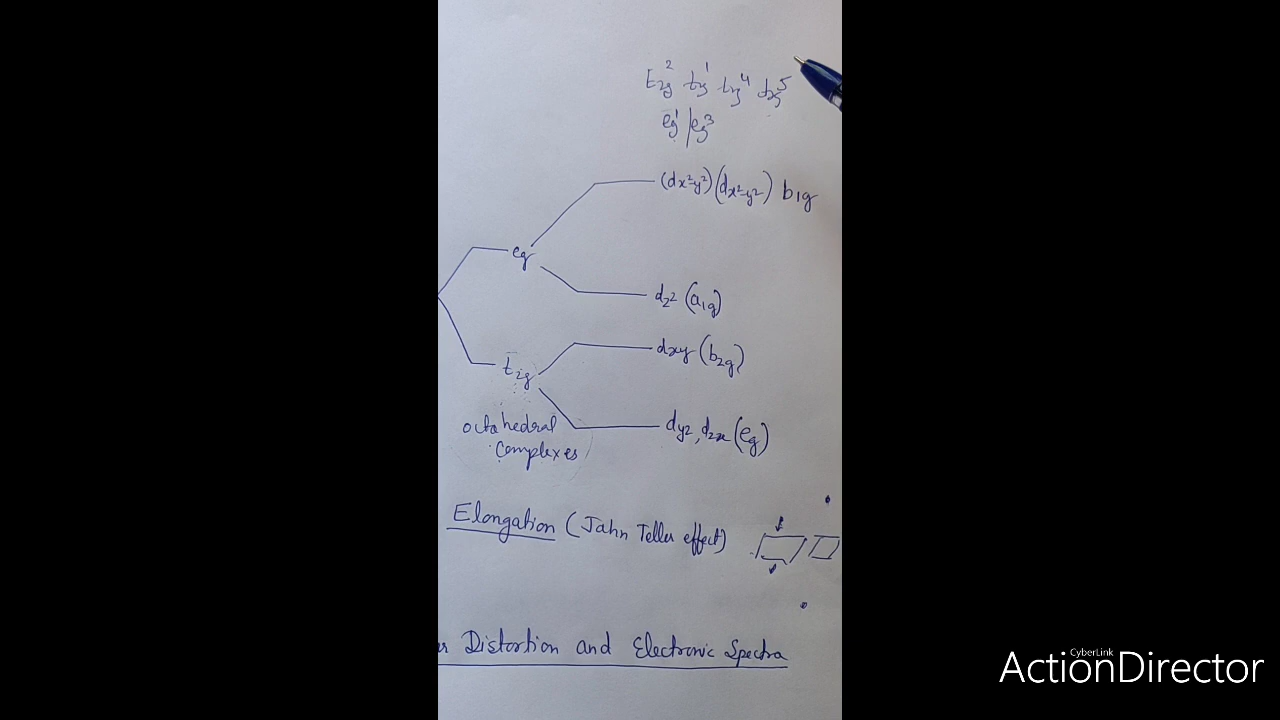 t₂g² t₂g¹ t₂g⁴ t₂g⁵
eg¹ | eg³
(dx²-y²) (dx²-y²) b₁g
eg
dz² (a₁g)
dxy (b₂g)
t₂g
dyz, dzx (eg)
octahedral
complexes
Elongation (Jahn Teller effect)
Distortion and Electronic Spectra
CyberLink
ActionDirector